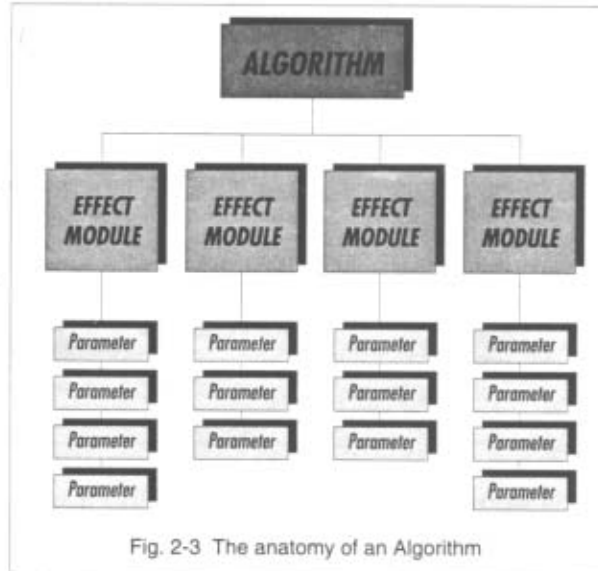 ALGORITHM
EFFECT MODULE
EFFECT MODULE
EFFECT MODULE
EFFECT MODULE
Parameter Parameter Parameter Parameter
Parameter Parameter Parameter Parameter
Parameter Parameter Parameter Parameter
Parameter Parameter
Fig. 2-3 The anatomy of an Algorithm